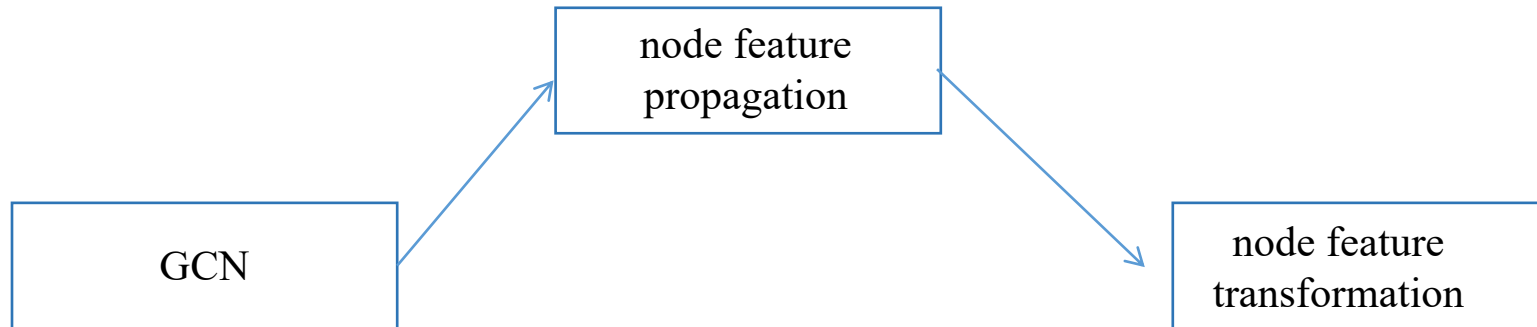 node feature
propagation
GCN
node feature
transformation